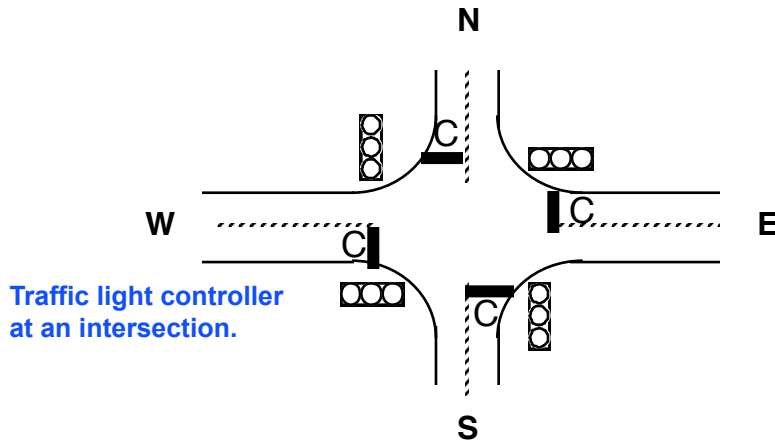 N
C
C
W
E
C
Traffic light controller
at an intersection.
C
S